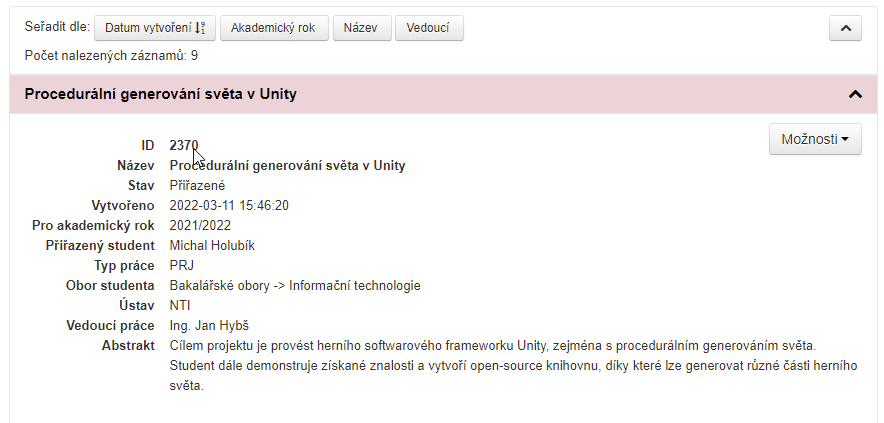 Seřadit dle: Datum vytvoření Akademický rok Název Vedoucí
Počet nalezených záznamů: 9
Procedurální generování světa v Unity
Možnosti
ID 2370
Název Procedurální generování světa v Unity
Stav Přiřazené
Vytvořeno 2022-03-11 15:46:20
Pro akademický rok 2021/2022
Přiřazený student Michal Holubík
Typ práce PRJ
Obor studenta Bakalářské obory -> Informační technologie
Ústav NTI
Vedoucí práce Ing. Jan Hybš
Abstrakt Cílem projektu je provést herního softwarového frameworku Unity, zejména s procedurálním generováním světa.
Student dále demonstruje získané znalosti a vytvoří open-source knihovnu, díky které lze generovat různé části herního
světa.